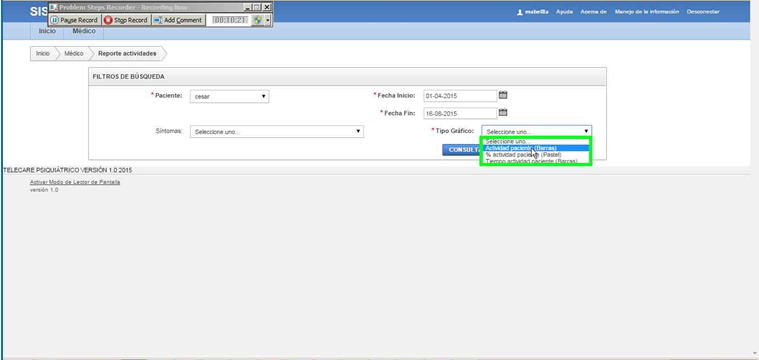 SIS
Problem Steps Recorder - Recording Now
Pause Record Stop Record Add Comment 00:10:21
mabellla Ayuda Acerca de Manejo de la información Desconectar
Inicio Médico
Inicio Médico Reporte actividades
FILTROS DE BÚSQUEDA
* Paciente: cesar * Fecha Inicio: 01-04-2015
* Fecha Fin: 16-06-2015
Síntomas: Seleccione uno... * Tipo Gráfico: Seleccione uno...
Seleccione uno...
CONSULT Actividad paciente (Barras)
% actividad paciente (Pastel)
Tiempo actividad paciente (Barras)
TELECARE PSIQUIÁTRICO VERSIÓN 1.0 2015
Activar Modo de Lector de Pantalla
versión 1.0